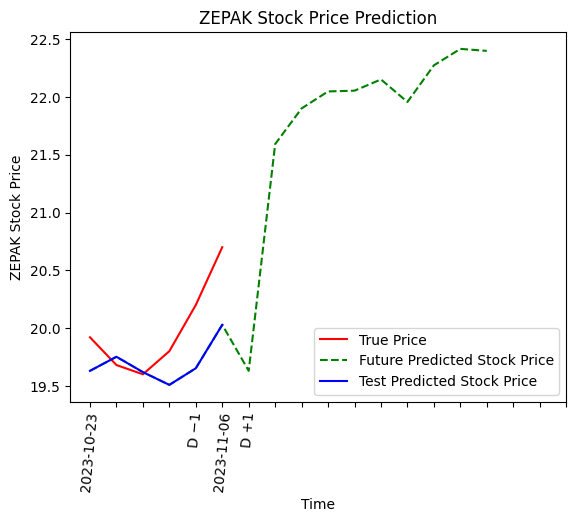 ZEPAK Stock Price Prediction
22.5
22.0
21.5
21.0
20.5
20.0
19.5
ZEPAK Stock Price
True Price
Future Predicted Stock Price
Test Predicted Stock Price
2023-10-23
D −1
2023-11-06
D +1
Time